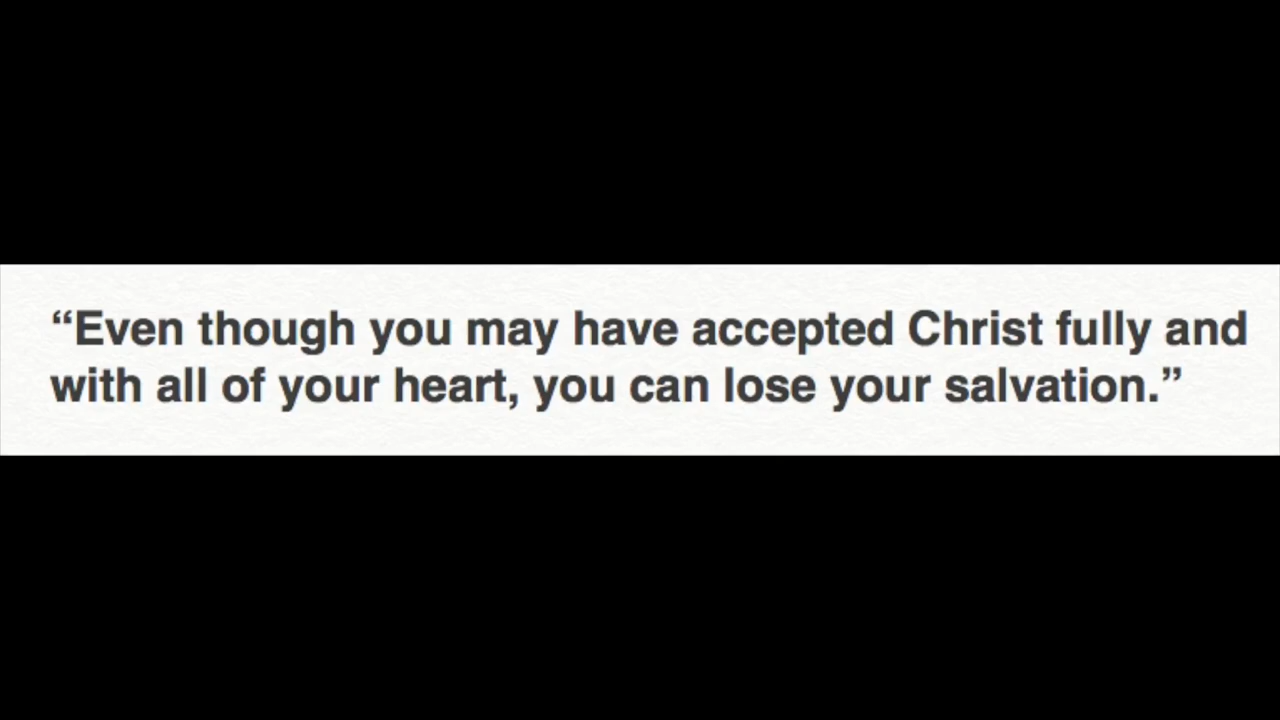 “Even though you may have accepted Christ fully and
with all of your heart, you can lose your salvation.”